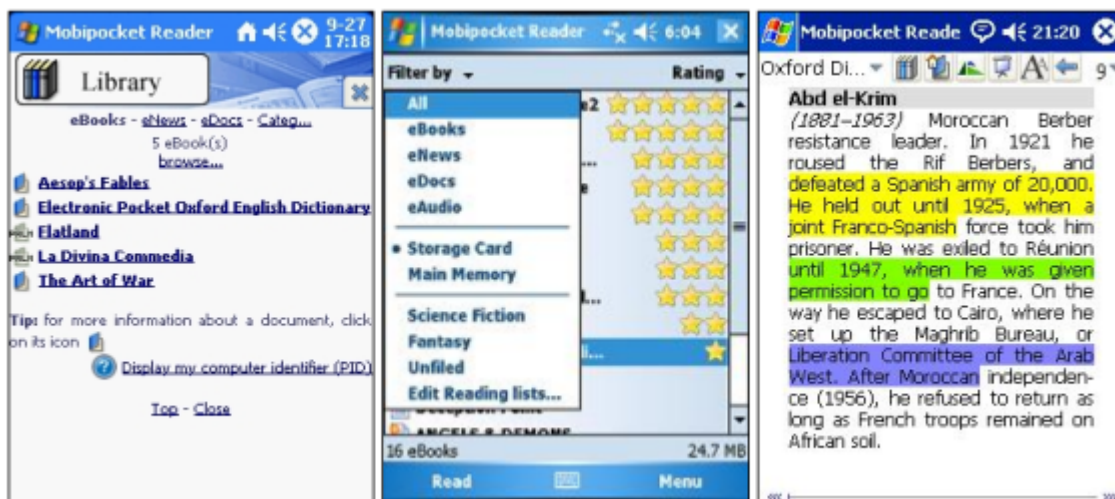 Mobipocket Reader 9-27 17:18
Library
eBooks - eNews - eDocs - Categ...
5 eBook(s)
browse...
Aesop's Fables
Electronic Pocket Oxford English Dictionary
Flatland
La Divina Commedia
The Art of War
Tip: for more information about a document, click
on its icon
Display my computer identifier (PID)
Top - Close
Mobipocket Reader 6:04
Filter by Rating
All
eBooks
eNews
eDocs
eAudio
Storage Card
Main Memory
Science Fiction
Fantasy
Unfiled
Edit Reading lists...
ANGELS & DEMONS
16 eBooks 24.7 MB
Read Menu
Mobipocket Reade 21:20
Oxford Di... 9
Abd el-Krim
(1881–1963) Moroccan Berber
resistance leader. In 1921 he
roused the Rif Berbers, and
defeated a Spanish army of 20,000.
He held out until 1925, when a
joint Franco-Spanish force took him
prisoner. He was exiled to Réunion
until 1947, when he was given
permission to go to France. On the
way he escaped to Cairo, where he
set up the Maghrib Bureau, or
Liberation Committee of the Arab
West. After Moroccan independen-
ce (1956), he refused to return as
long as French troops remained on
African soil.